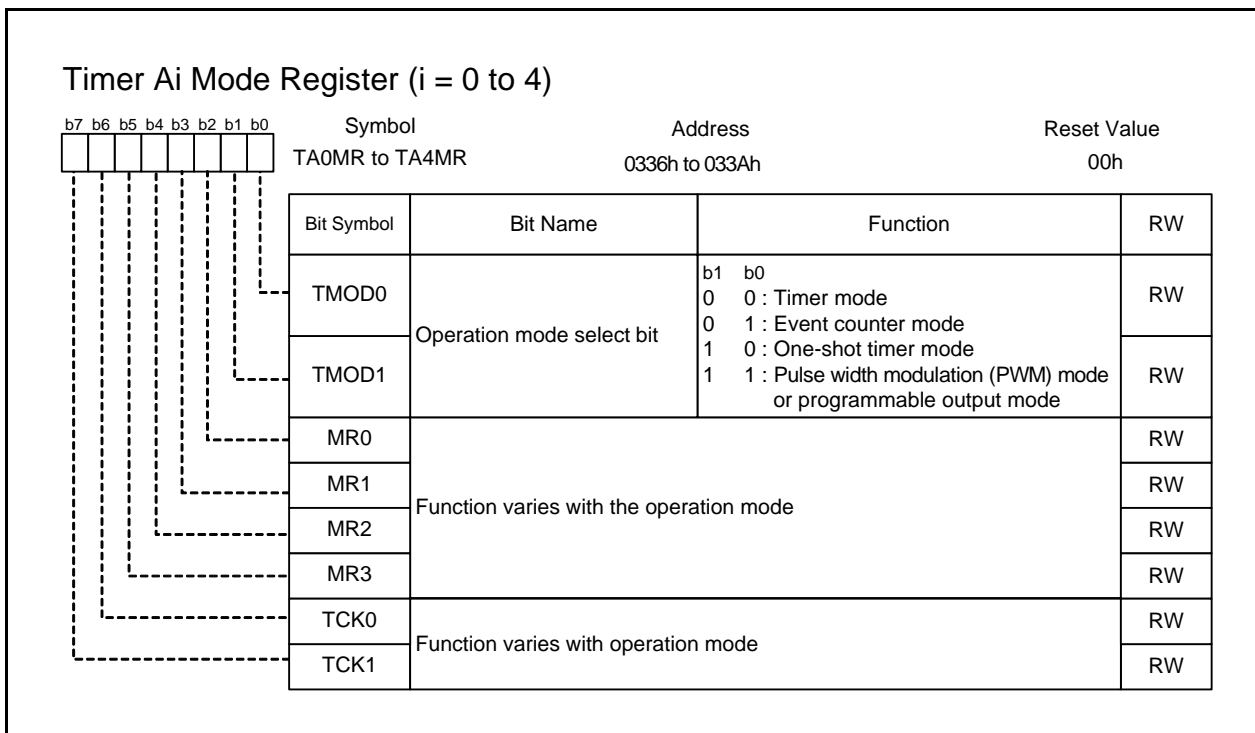 Timer Ai Mode Register (i = 0 to 4)
b7 b6 b5 b4 b3 b2 b1 b0
Symbol Address Reset Value
TA0MR to TA4MR 0336h to 033Ah 00h
Bit Symbol Bit Name Function RW
TMOD0 Operation mode select bit b1 b0
0 0 : Timer mode RW
0 1 : Event counter mode
TMOD1 1 0 : One-shot timer mode
1 1 : Pulse width modulation (PWM) mode RW
or programmable output mode
MR0 Function varies with the operation mode RW
MR1 RW
MR2 RW
MR3 RW
TCK0 Function varies with operation mode RW
TCK1 RW